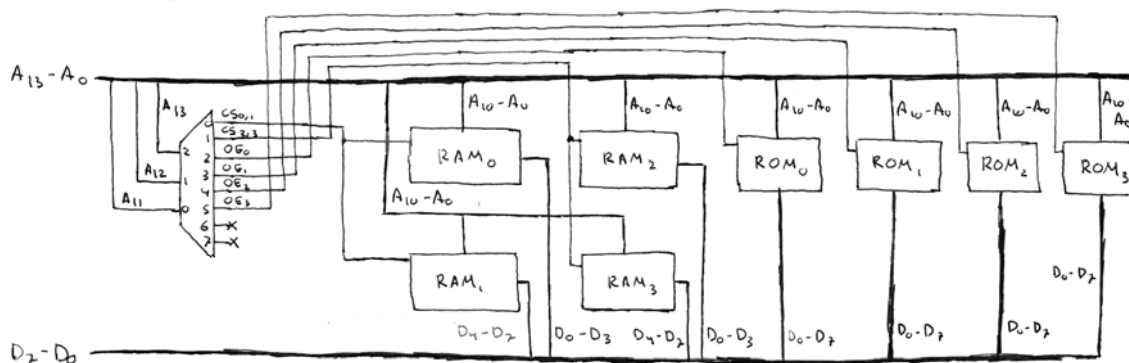 A₁₃-A₀
A₁₃
A₁₂
A₁₁
0 CS₀,₁
1 CS₂,₃
2 OE₀
3 OE₁
4 OE₂
5 OE₃
6 X
7 X
2
1
0
A₁₀-A₀
A₁₀-A₀
A₁₀-A₀
A₁₀-A₀
A₁₀-A₀
A₁₀-A₀
RAM₀
RAM₂
ROM₀
ROM₁
ROM₂
ROM₃
A₁₀-A₀
RAM₁
RAM₃
D₀-D₇
D₄-D₇
D₀-D₃
D₄-D₇
D₀-D₃
D₀-D₇
D₀-D₇
D₀-D₇
D₇-D₀